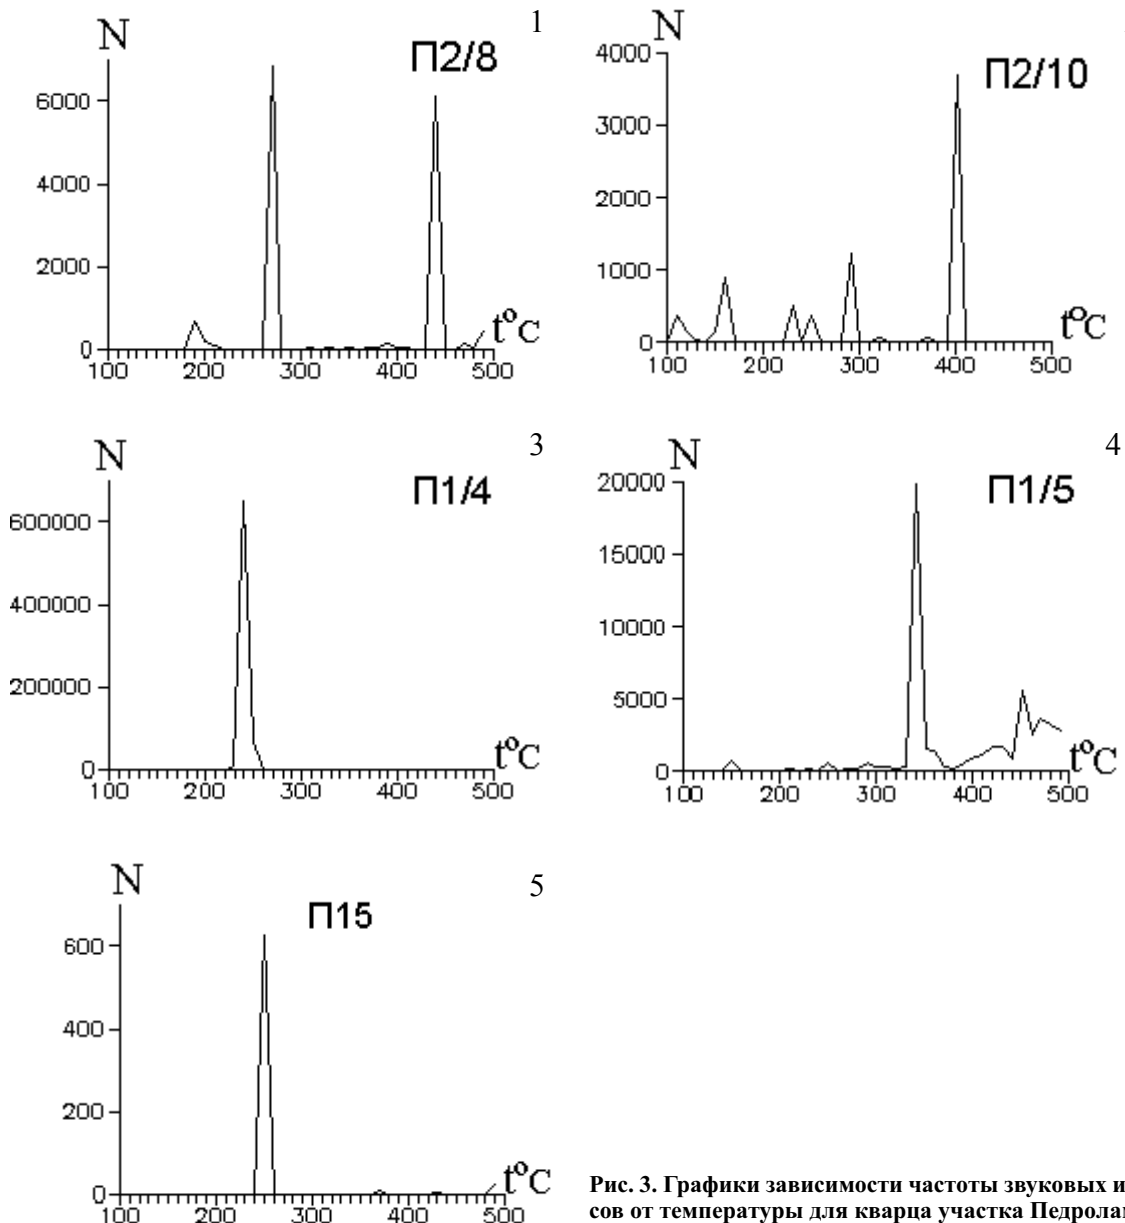 1
N
П2/8
6000
4000
2000
0
t°C
100 200 300 400 500
N
П2/10
4000
3000
2000
1000
0
t°C
100 200 300 400 500
3
N
П1/4
600000
400000
200000
0
t°C
100 200 300 400 500
4
N
П1/5
20000
15000
10000
5000
0
t°C
100 200 300 400 500
5
N
П15
600
400
200
0
t°C
100 200 300 400 500
Рис. 3. Графики зависимости частоты звуковых
сов от температуры для кварца участка